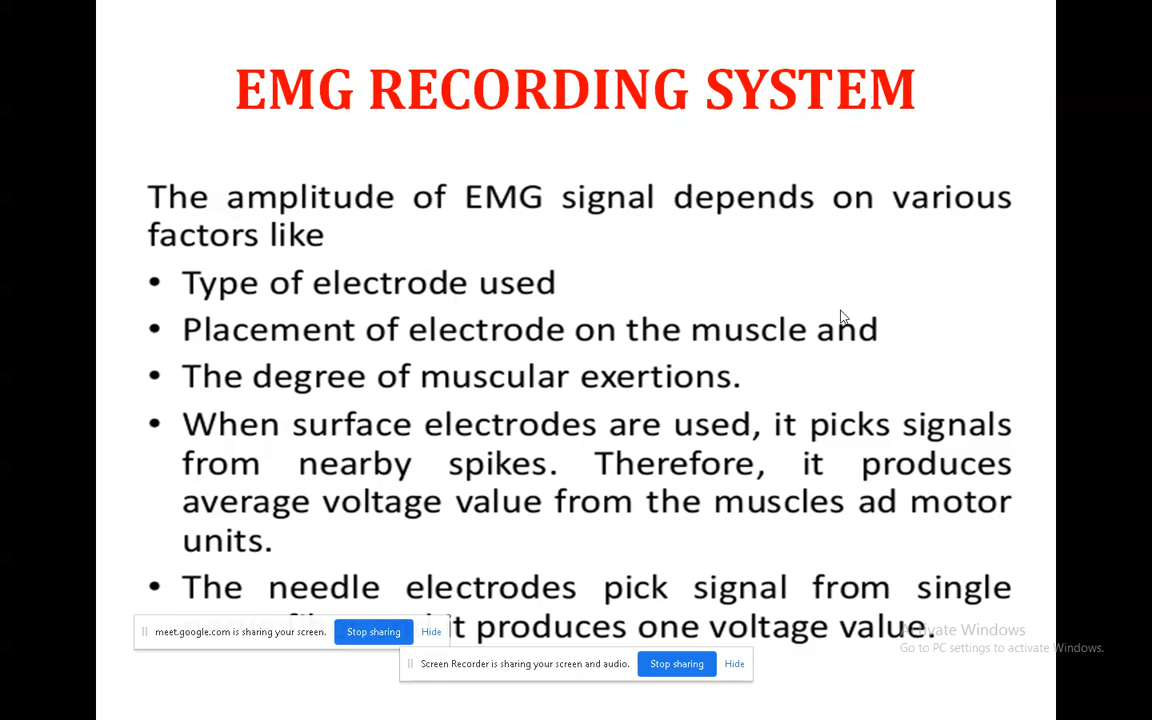 EMG RECORDING SYSTEM
The amplitude of EMG signal depends on various
factors like
• Type of electrode used
• Placement of electrode on the muscle and
• The degree of muscular exertions.
• When surface electrodes are used, it picks signals
from nearby spikes. Therefore, it produces
average voltage value from the muscles ad motor
units.
• The needle electrodes pick signal from single
it produces one voltage value.
meet.google.com is sharing your screen. Stop sharing Hide
Activate Windows
Go to PC settings to activate Windows.
Screen Recorder is sharing your screen and audio. Stop sharing Hide